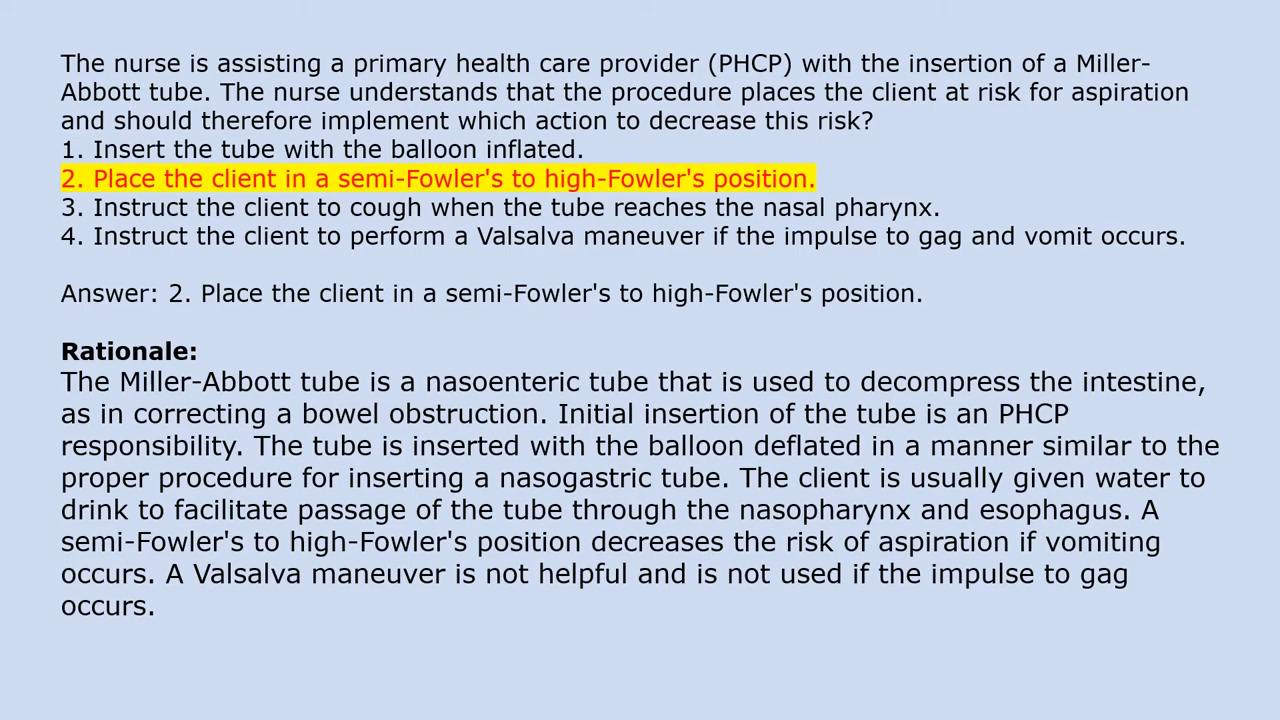 The nurse is assisting a primary health care provider (PHCP) with the insertion of a Miller-
Abbott tube. The nurse understands that the procedure places the client at risk for aspiration
and should therefore implement which action to decrease this risk?
1. Insert the tube with the balloon inflated.
2. Place the client in a semi-Fowler's to high-Fowler's position.
3. Instruct the client to cough when the tube reaches the nasal pharynx.
4. Instruct the client to perform a Valsalva maneuver if the impulse to gag and vomit occurs.
Answer: 2. Place the client in a semi-Fowler's to high-Fowler's position.
Rationale:
The Miller-Abbott tube is a nasoenteric tube that is used to decompress the intestine,
as in correcting a bowel obstruction. Initial insertion of the tube is an PHCP
responsibility. The tube is inserted with the balloon deflated in a manner similar to the
proper procedure for inserting a nasogastric tube. The client is usually given water to
drink to facilitate passage of the tube through the nasopharynx and esophagus. A
semi-Fowler's to high-Fowler's position decreases the risk of aspiration if vomiting
occurs. A Valsalva maneuver is not helpful and is not used if the impulse to gag
occurs.